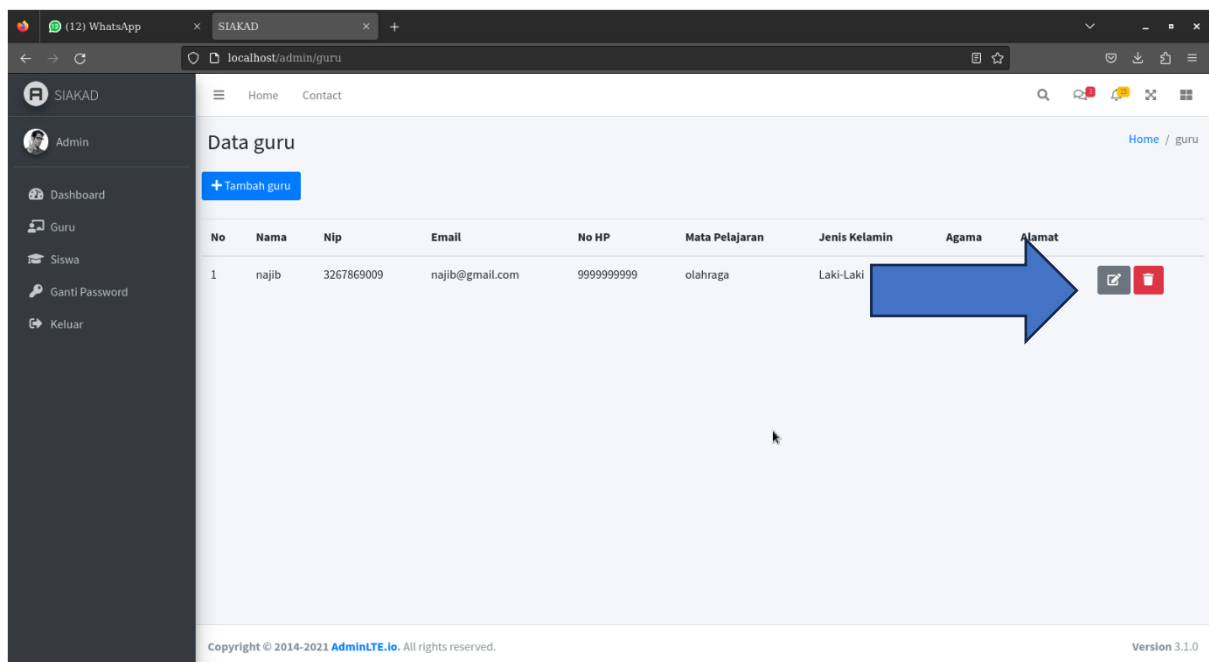 (12) WhatsApp
SIAKAD
localhost/admin/guru
SIAKAD
Home Contact
Admin
Data guru
Home / guru
Tambah guru
Dashboard
Guru
Siswa
Ganti Password
Keluar
No Nama Nip Email No HP Mata Pelajaran Jenis Kelamin Agama Alamat
1 najib 3267869009 najib@gmail.com 9999999999 olahraga Laki-Laki
Copyright © 2014-2021 AdminLTE.io. All rights reserved.
Version 3.1.0